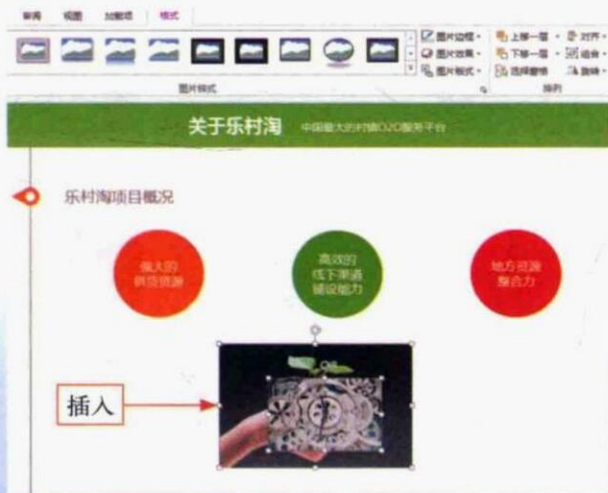 审阅 视图 加载项 格式
图片边框 上移一层 对齐
图片效果 下移一层 组合
图片版式 选择窗格 旋转
图片样式 排列
关于乐村淘 中国最大的村镇O2O服务平台
乐村淘项目概况
强大的
供货资源
高效的
线下渠道
铺设能力
地方资源
整合力
插入